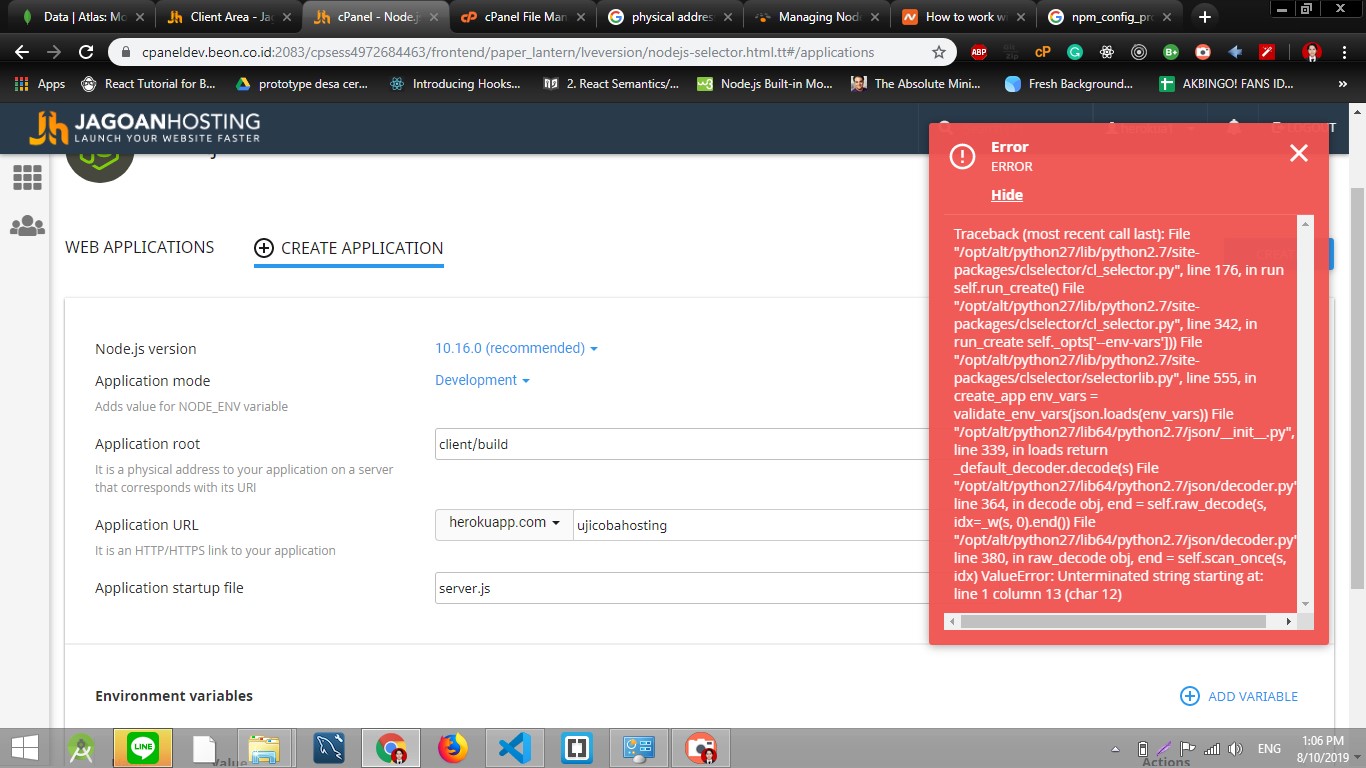 Data | Atlas: Mo
Client Area - Ja
cPanel - Node.j
cPanel File Man
physical addres
Managing Nod
How to work w
npm_config_pr
cpaneldev.beon.co.id:2083/cpsess4972684463/frontend/paper_lantern/lveversion/nodejs-selector.html.tt#/applications
Apps
React Tutorial for B...
prototype desa cer...
Introducing Hooks...
2. React Semantics/...
Node.js Built-in Mo...
The Absolute Mini...
Fresh Background...
AKBINGO! FANS ID...
JAGOANHOSTING
LAUNCH YOUR WEBSITE FASTER
LOGOUT
Error
ERROR
Hide
WEB APPLICATIONS
CREATE APPLICATION
Traceback (most recent call last): File
"/opt/alt/python27/lib/python2.7/site-
packages/clselector/cl_selector.py", line 176, in run
self.run_create() File
"/opt/alt/python27/lib/python2.7/site-
packages/clselector/cl_selector.py", line 342, in
run_create self._opts['--env-vars'])) File
"/opt/alt/python27/lib/python2.7/site-
packages/clselector/selectorlib.py", line 555, in
create_app env_vars =
validate_env_vars(json.loads(env_vars)) File
"/opt/alt/python27/lib64/python2.7/json/__init__.py",
line 339, in loads return
_default_decoder.decode(s) File
"/opt/alt/python27/lib64/python2.7/json/decoder.py"
line 364, in decode obj, end = self.raw_decode(s,
idx=_w(s, 0).end()) File
"/opt/alt/python27/lib64/python2.7/json/decoder.py"
line 380, in raw_decode obj, end = self.scan_once(s,
idx) ValueError: Unterminated string starting at:
line 1 column 13 (char 12)
Node.js version
10.16.0 (recommended)
Application mode
Development
Adds value for NODE_ENV variable
Application root
client/build
It is a physical address to your application on a server
that corresponds with its URI
Application URL
herokuapp.com
ujicobahosting
It is an HTTP/HTTPS link to your application
Application startup file
server.js
Environment variables
ADD VARIABLE
Value
Actions
ENG
1:06 PM
8/10/2019